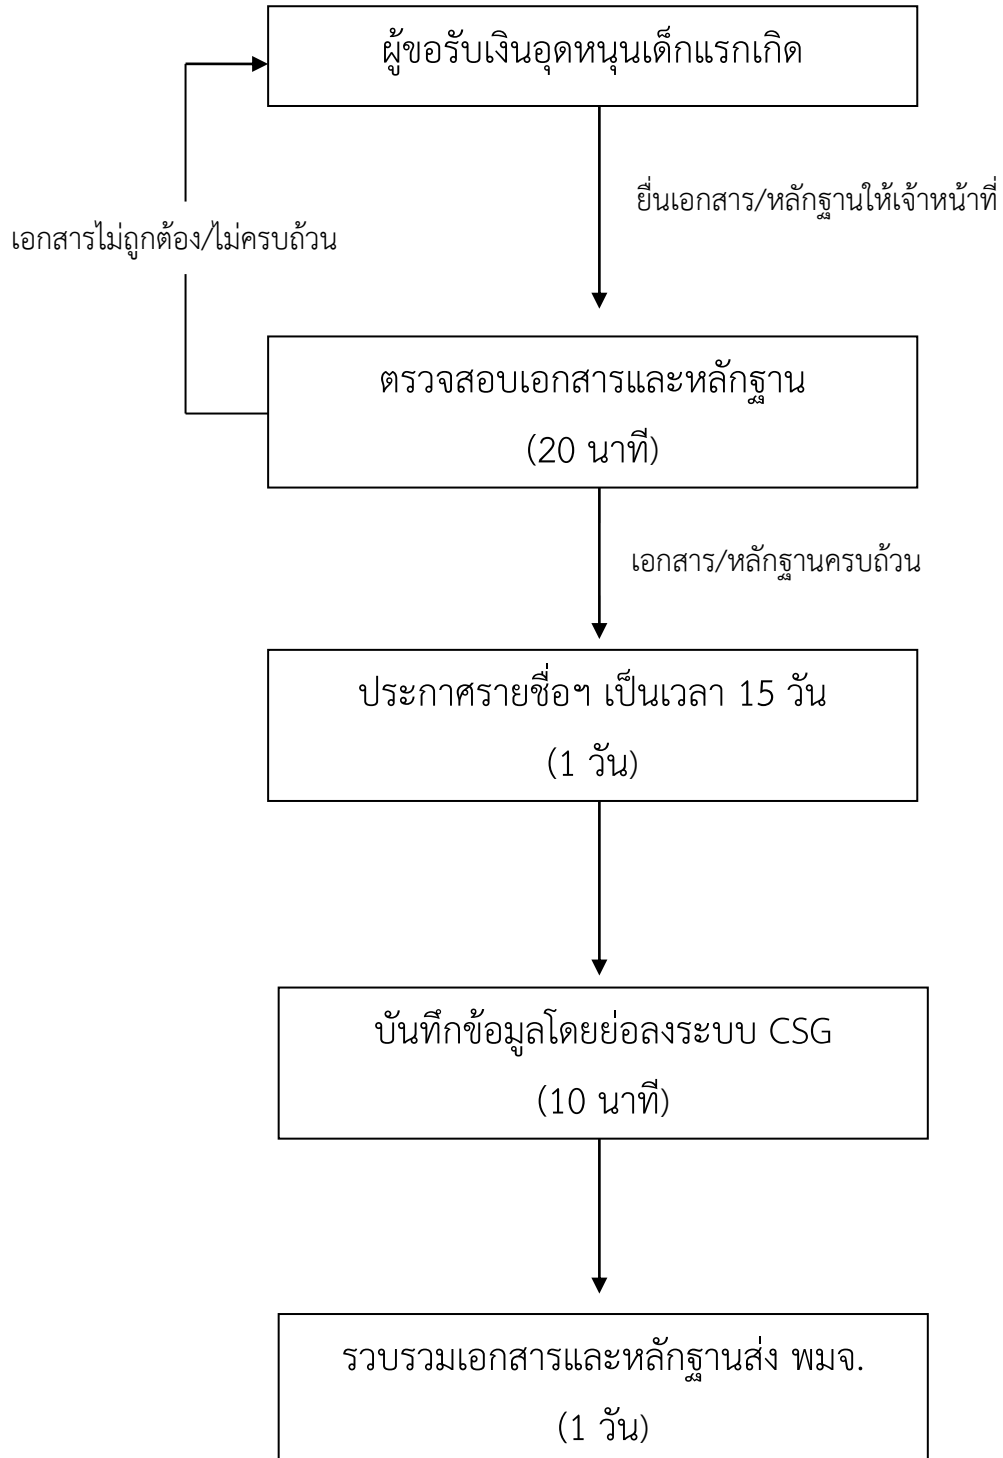 ผู้ขอรับเงินอุดหนุนเด็กแรกเกิด
ยื่นเอกสาร/หลักฐานให้เจ้าหน้าที่
เอกสารไม่ถูกต้อง/ไม่ครบถ้วน
ตรวจสอบเอกสารและหลักฐาน
(20 นาที)
เอกสาร/หลักฐานครบถ้วน
ประกาศรายชื่อฯ เป็นเวลา 15 วัน
(1 วัน)
บันทึกข้อมูลโดยย่อลงระบบ CSG
(10 นาที)
รวบรวมเอกสารและหลักฐานส่ง พมจ.
(1 วัน)